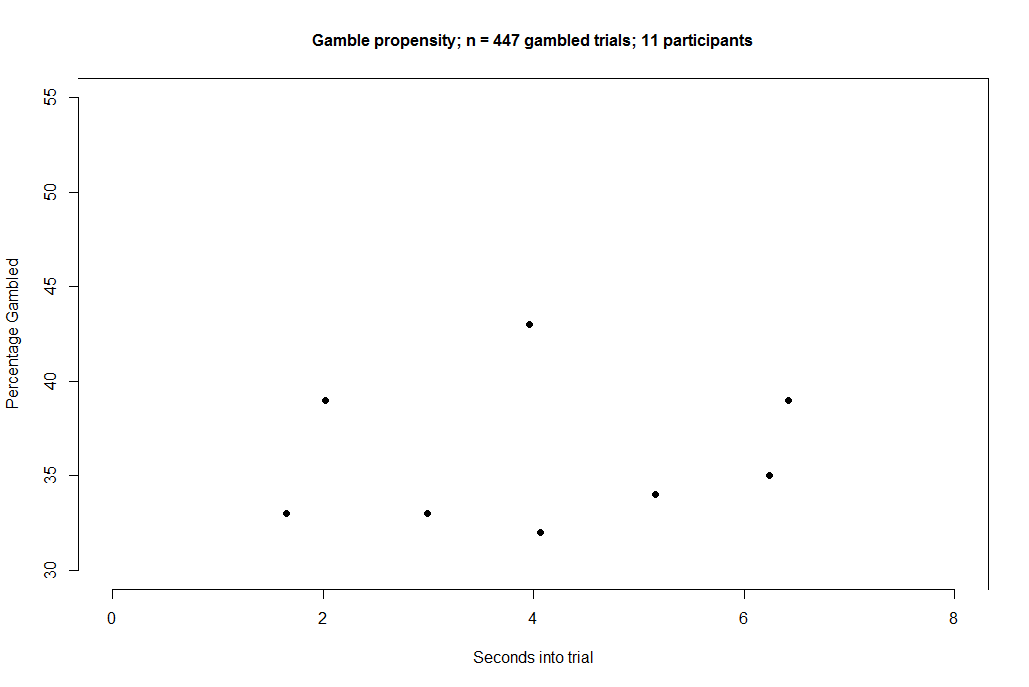 Gamble propensity; n = 447 gambled trials; 11 participants
Percentage Gambled
55
50
45
40
35
30
0 2 4 6 8
Seconds into trial